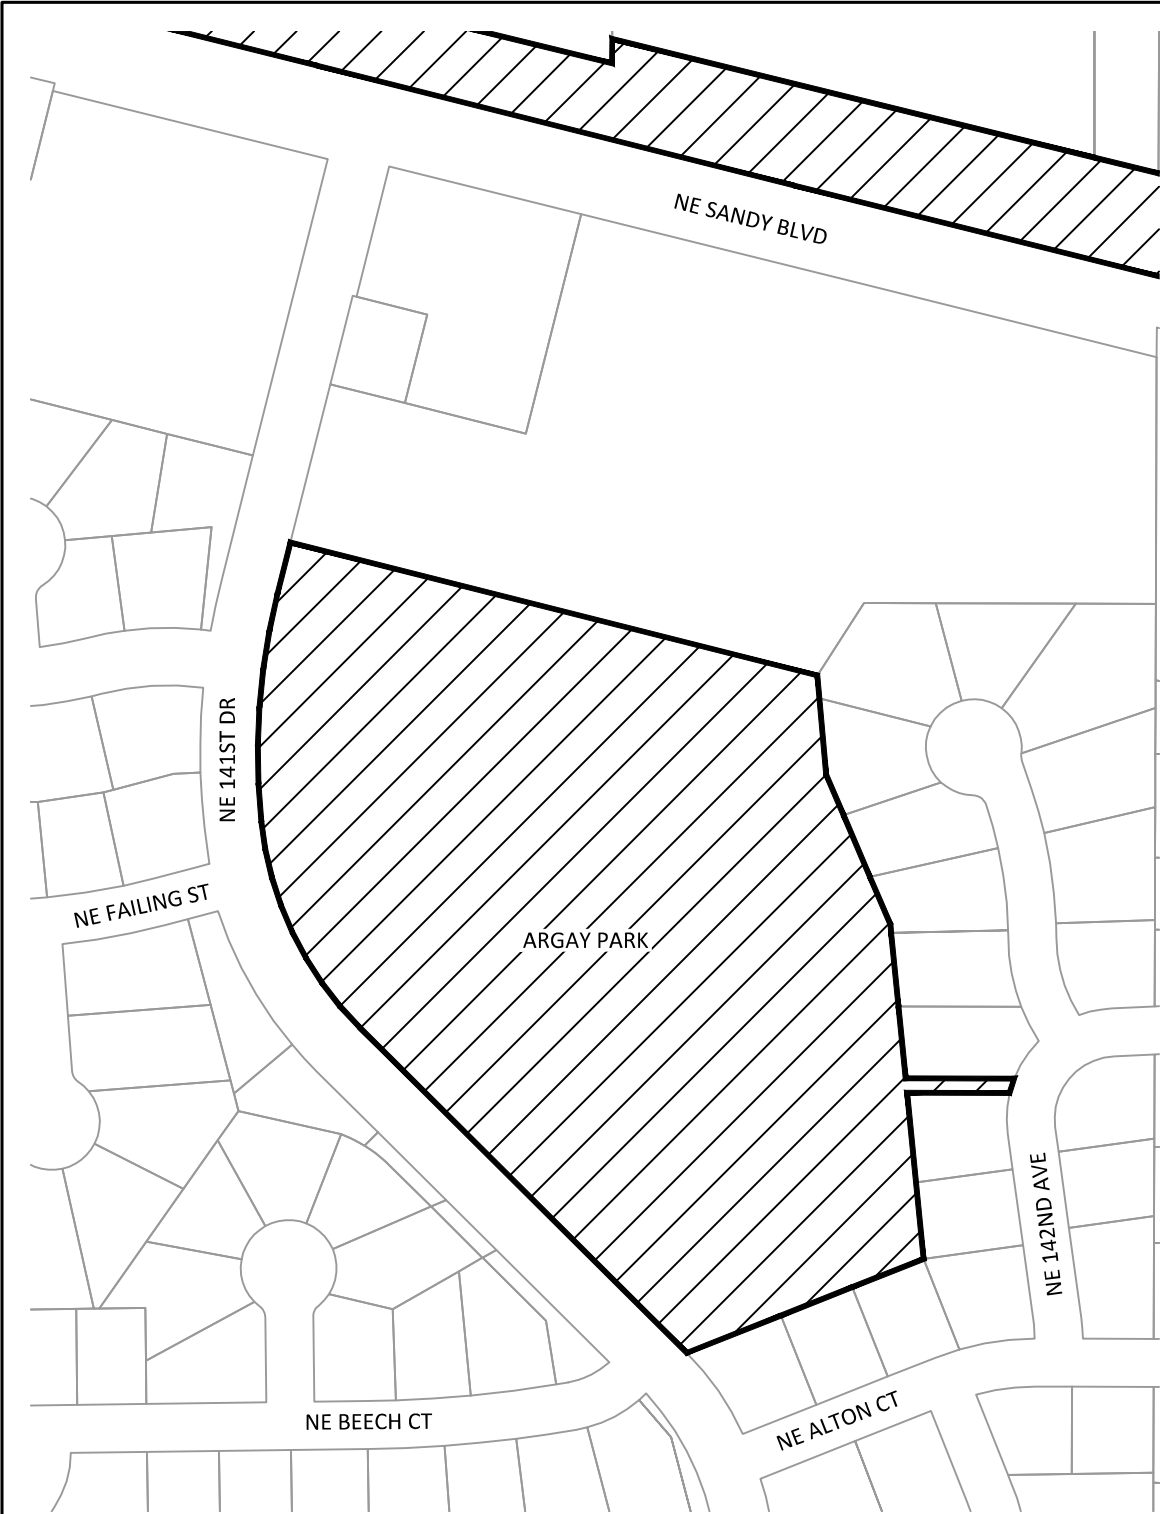 NE SANDY BLVD
NE 141ST DR
NE FAILING ST
ARGAY PARK
NE 142ND AVE
NE BEECH CT
NE ALTON CT